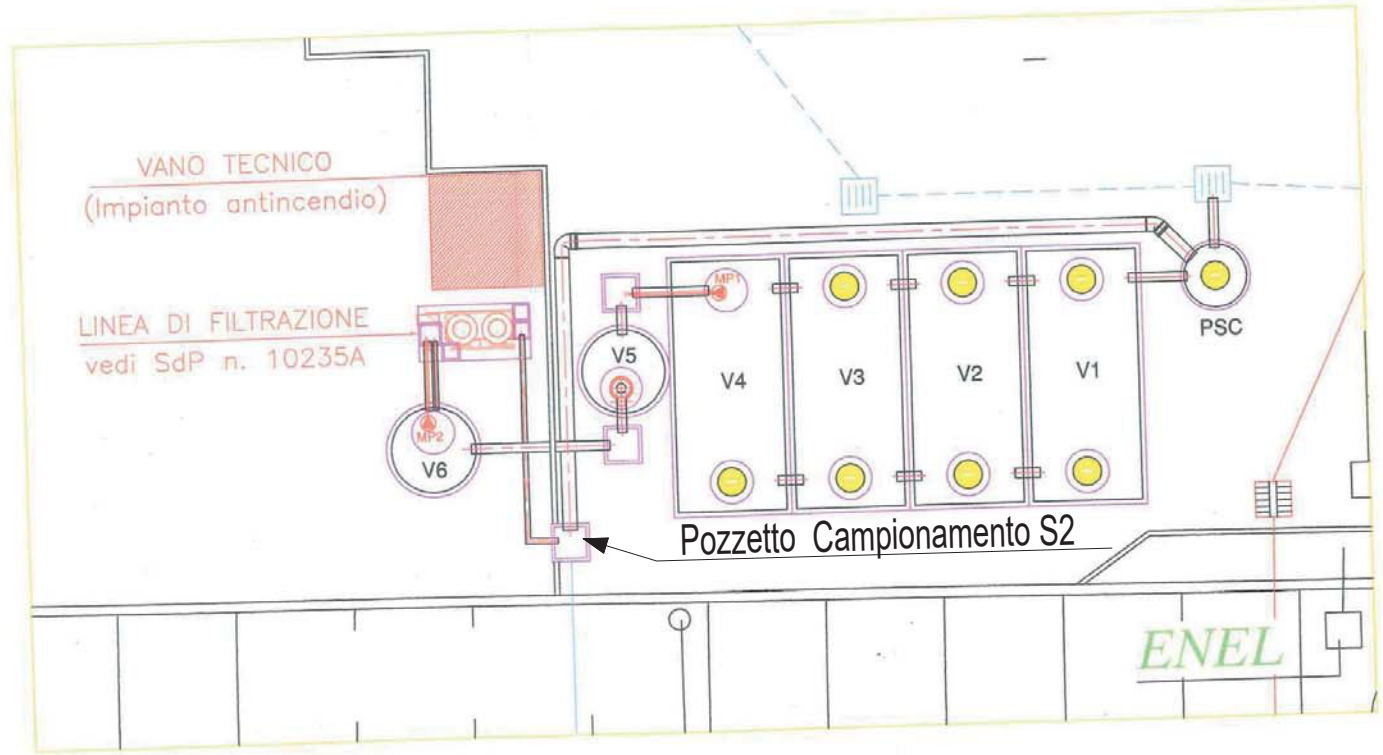 VANO TECNICO
(Impianto antincendio)
LINEA DI FILTRAZIONE
vedi SdP n. 10235A
MP1
V5
V4
V3
V2
V1
PSC
MP2
V6
Pozzetto Campionamento S2
ENEL